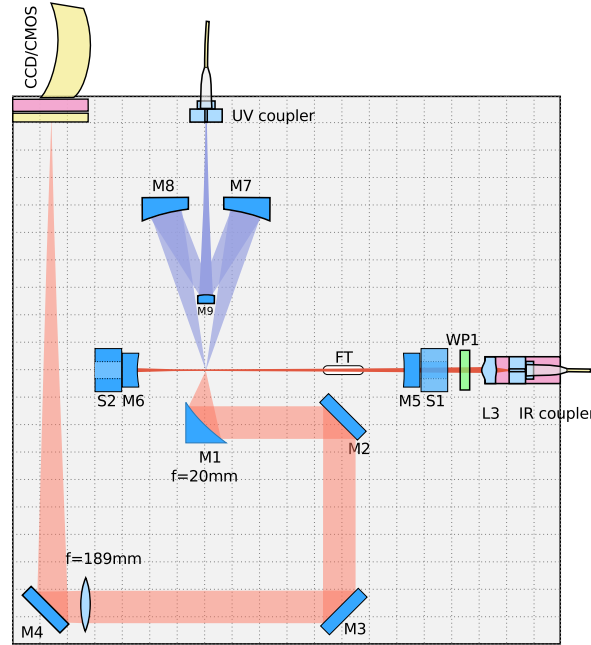 CCD/CMOS
UV coupler
M8
M7
M9
FT
WP1
S2
M6
M5
S1
L3
IR coupler
M1
f=20mm
M2
f=189mm
M4
M3